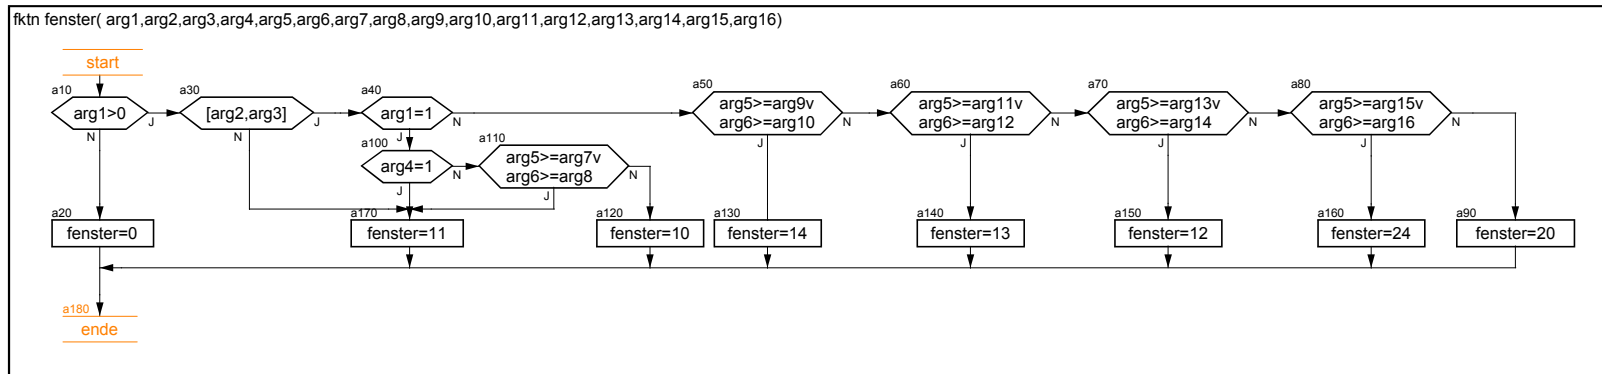 fktn fenster( arg1,arg2,arg3,arg4,arg5,arg6,arg7,arg8,arg9,arg10,arg11,arg12,arg13,arg14,arg15,arg16)
start
a10
arg1>0
N
J
a30
[arg2,arg3]
N
J
a40
arg1=1
J
N
a50
arg5>=arg9v
arg6>=arg10
J
N
a60
arg5>=arg11v
arg6>=arg12
J
N
a70
arg5>=arg13v
arg6>=arg14
J
N
a80
arg5>=arg15v
arg6>=arg16
J
N
a100
arg4=1
J
N
a110
arg5>=arg7v
arg6>=arg8
J
N
a20
fenster=0
a170
fenster=11
a120
fenster=10
a130
fenster=14
a140
fenster=13
a150
fenster=12
a160
fenster=24
a90
fenster=20
a180
ende